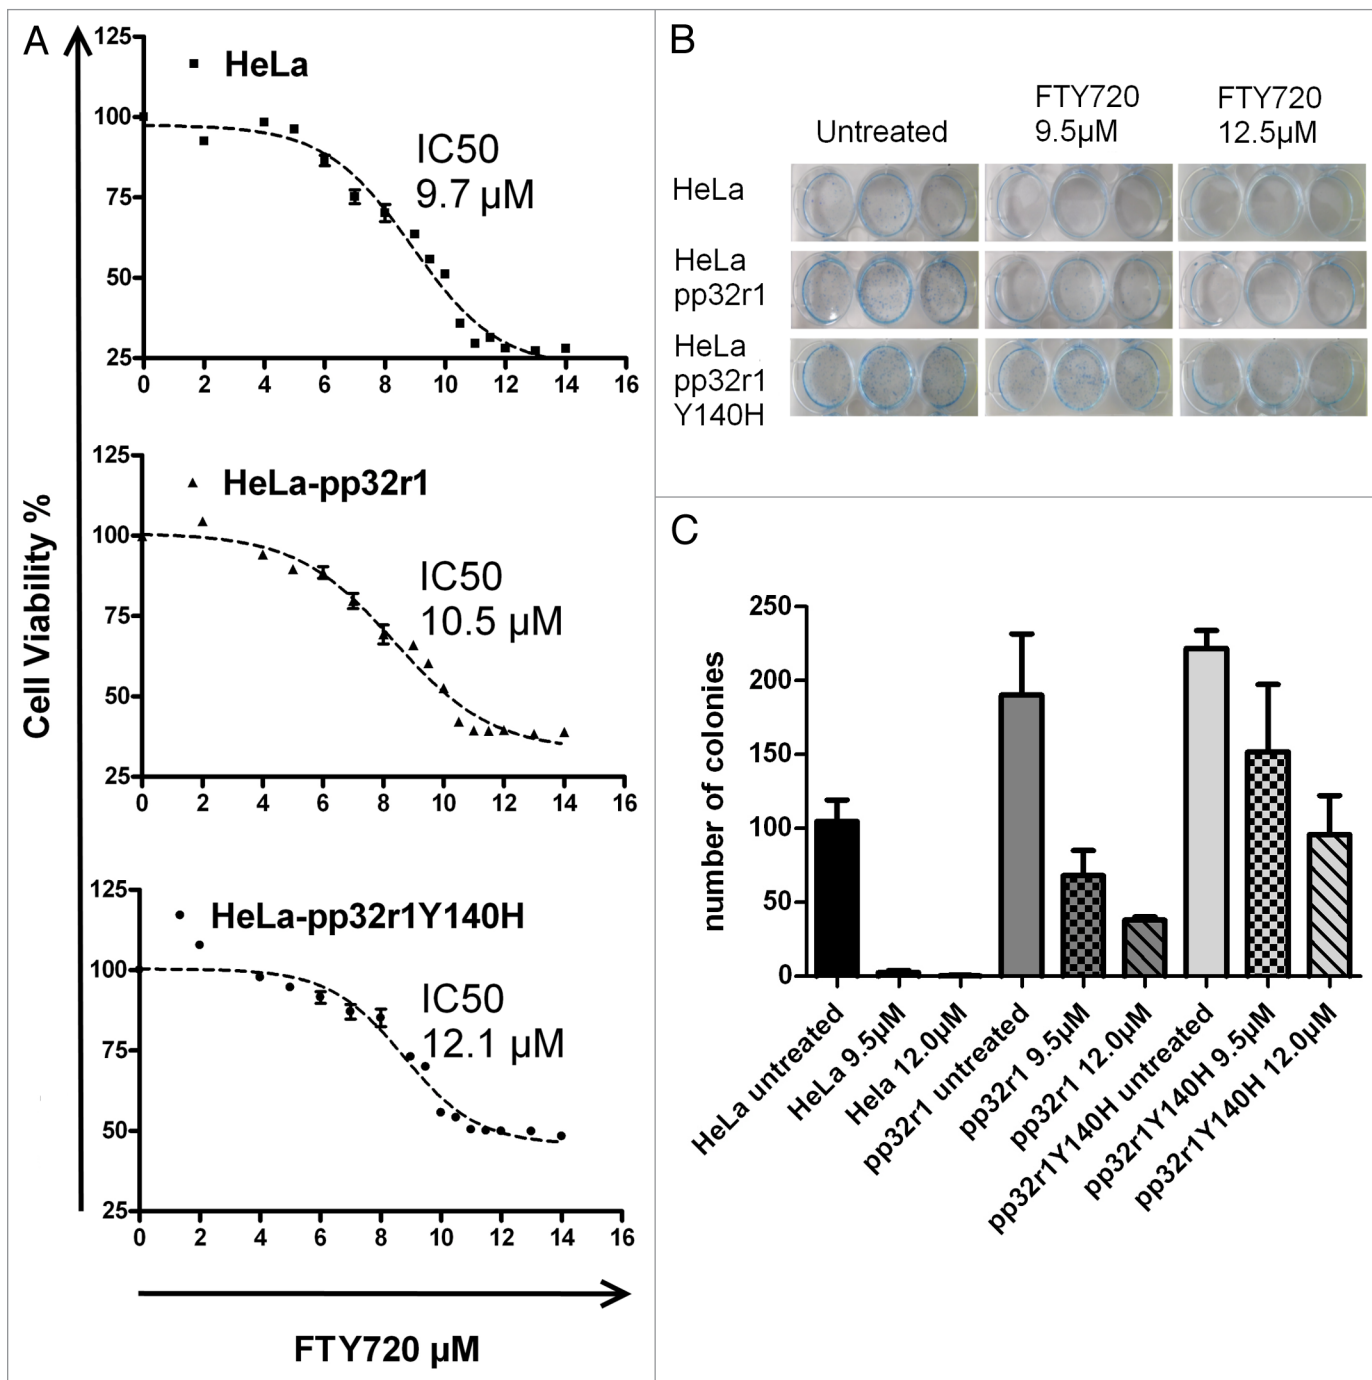 A
Cell Viability %
125
100
75
50
25
HeLa
IC50
9.7 µM
0 2 4 6 8 10 12 14 16
125
100
75
50
25
HeLa-pp32r1
IC50
10.5 µM
0 2 4 6 8 10 12 14 16
125
100
75
50
25
HeLa-pp32r1Y140H
IC50
12.1 µM
0 2 4 6 8 10 12 14 16
FTY720 µM
B
Untreated
FTY720
9.5µM
FTY720
12.5µM
HeLa
HeLa
pp32r1
HeLa
pp32r1
Y140H
C
number of colonies
250
200
150
100
50
0
HeLa untreated
HeLa 9.5µM
Hela 12.0µM
pp32r1 untreated
pp32r1 9.5µM
pp32r1 12.0µM
pp32r1Y140H untreated
pp32r1Y140H 9.5µM
pp32r1Y140H 12.0µM